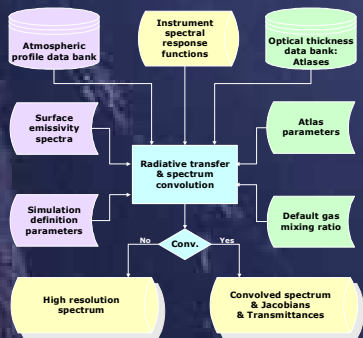 Instrument
spectral
response
functions
Atmospheric
profile data bank
Optical thickness
data bank:
Atlases
Surface
emissivity
spectra
Atlas
parameters
Radiative transfer
& spectrum
convolution
Simulation
definition
parameters
Default gas
mixing ratio
No
Conv.
Yes
High resolution
spectrum
Convolved spectrum
& Jacobians
& Transmittances